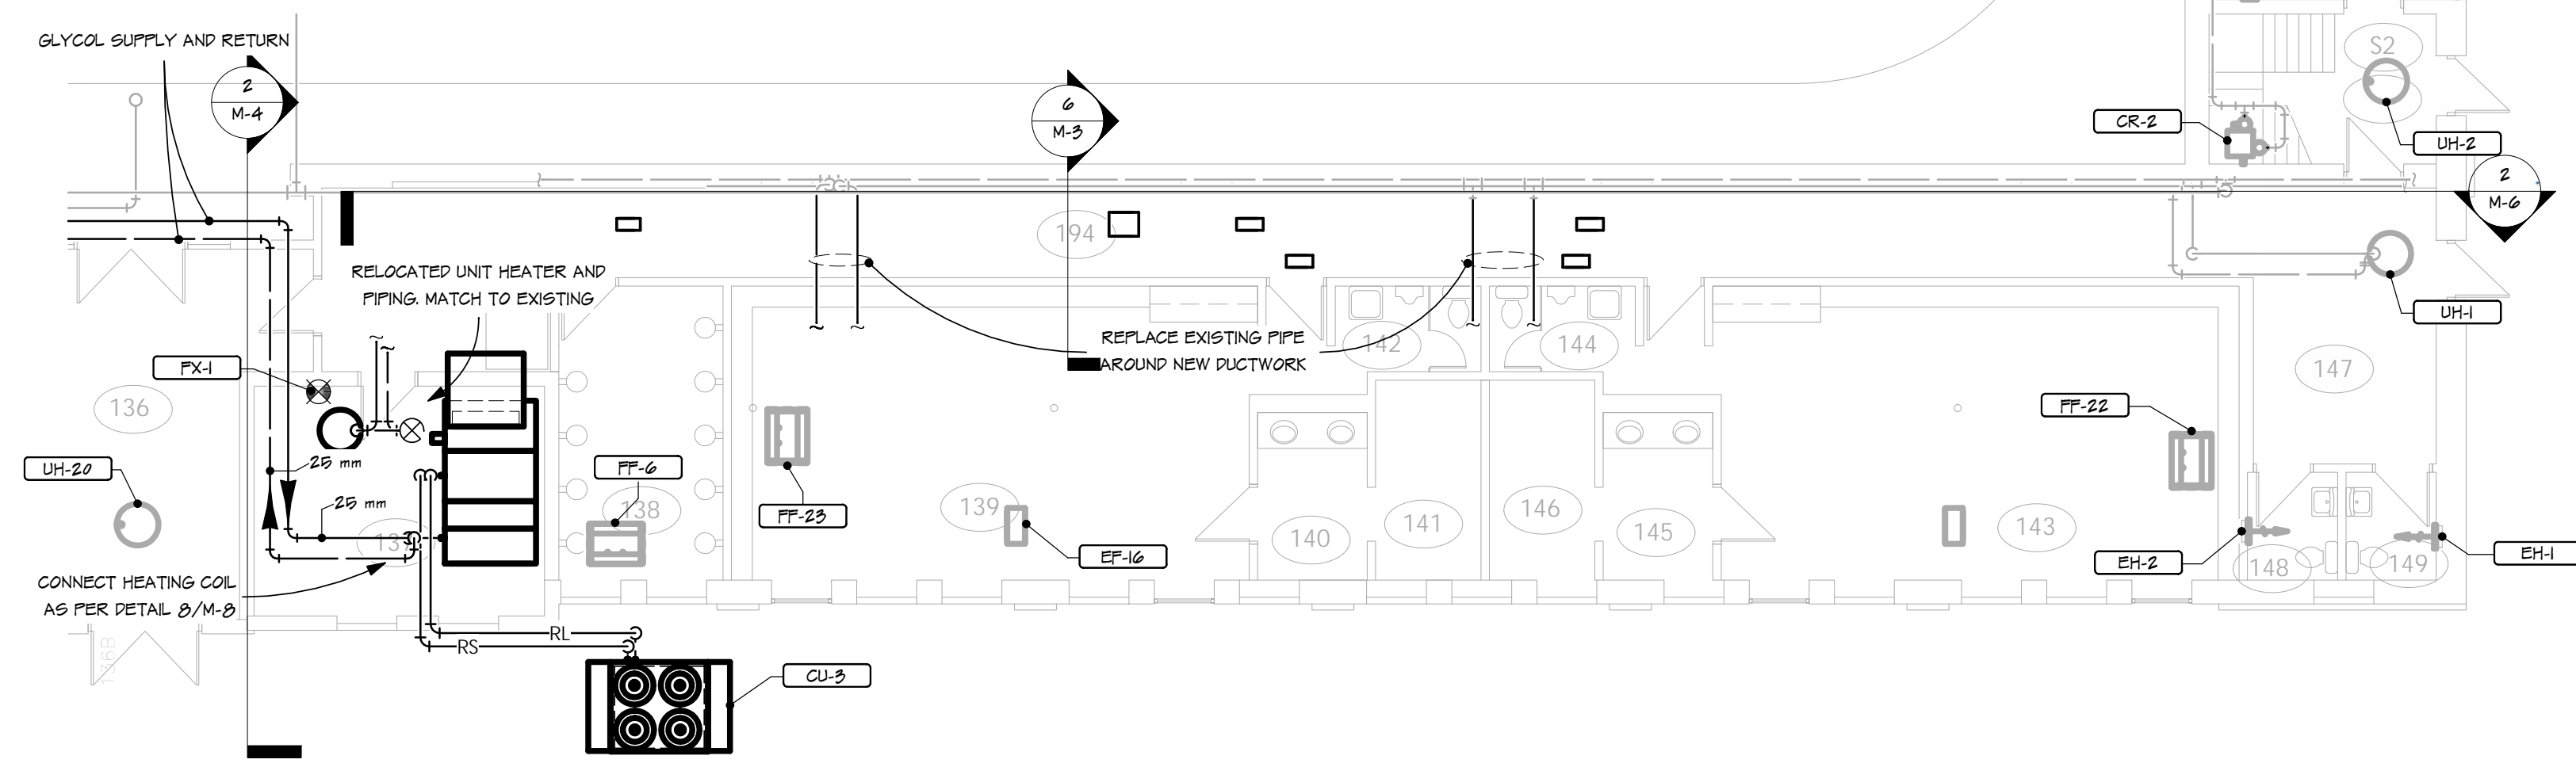 GLYCOL SUPPLY AND RETURN
2
M-4
6
M-3
S2
CR-2
UH-2
2
M-6
194
RELOCATED UNIT HEATER AND
PIPING. MATCH TO EXISTING
UH-1
REPLACE EXISTING PIPE
AROUND NEW DUCTWORK
142
144
147
FX-1
136
FF-22
25 mm
UH-20
FF-6
25 mm
138
FF-23
139
141
146
140
145
143
EF-16
EH-2
EH-1
148
149
CONNECT HEATING COIL
AS PER DETAIL 8/M-8
136B
RL
RS
CU-3